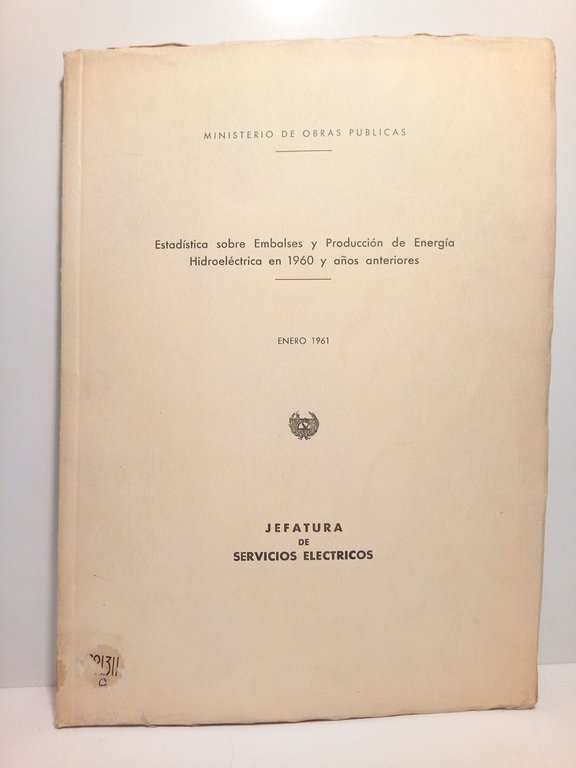 MINISTERIO DE OBRAS PUBLICAS
Estadística sobre Embalses y Producción de Energía
Hidroeléctrica en 1960 y años anteriores
ENERO 1961
JEFATURA
DE
SERVICIOS ELECTRICOS
C